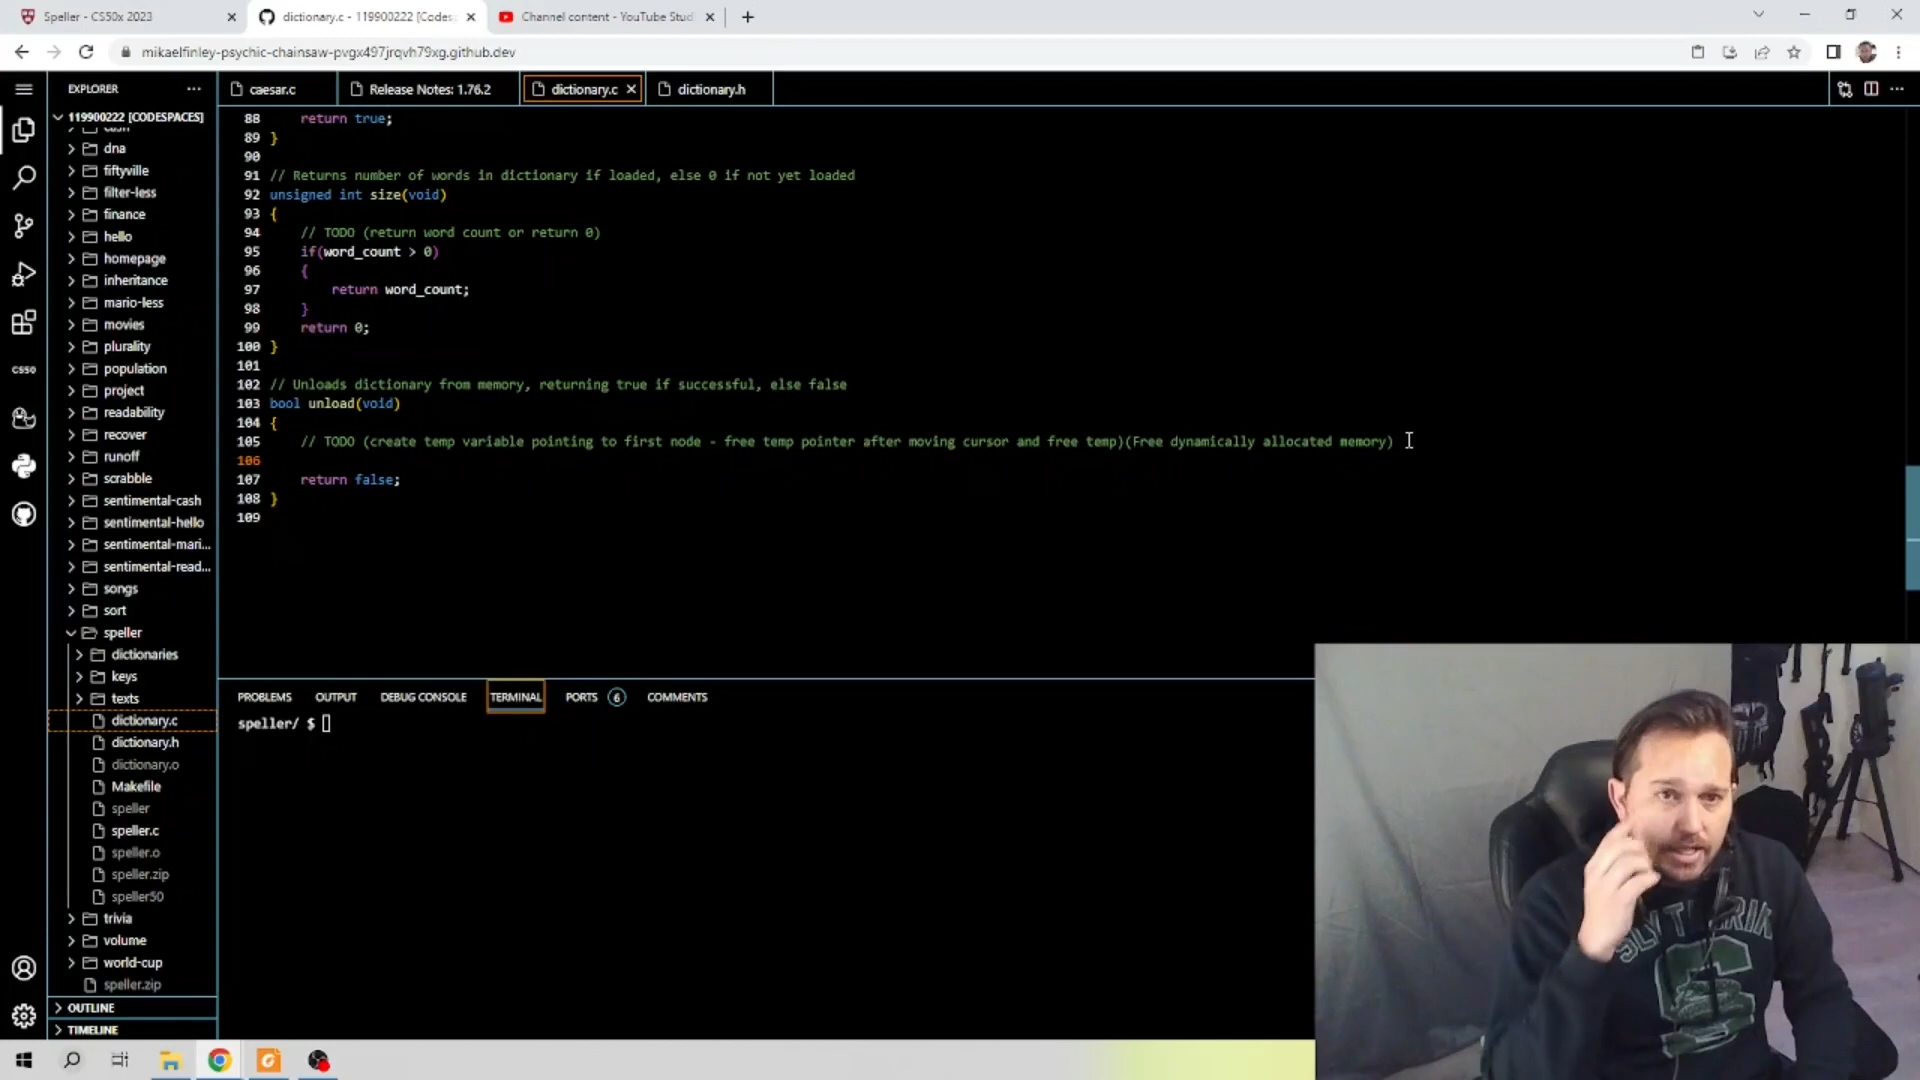 Speller - CS50x 2023
dictionary.c - 119900222 [Codesp
Channel content - YouTube Stud
mikaelfinley-psychic-chainsaw-pvgx497jrqvh79xg.github.dev
EXPLORER
caesar.c
Release Notes: 1.76.2
dictionary.c
dictionary.h
119900222 [CODESPACES]
cash
dna
fiftyville
filter-less
finance
hello
homepage
inheritance
mario-less
movies
plurality
population
project
readability
recover
runoff
scrabble
sentimental-cash
sentimental-hello
sentimental-mari...
sentimental-read...
songs
sort
speller
dictionaries
keys
texts
dictionary.c
dictionary.h
dictionary.o
Makefile
speller
speller.c
speller.o
speller.zip
speller50
trivia
volume
world-cup
speller.zip
OUTLINE
TIMELINE
CS50
88 return true;
89 }
90
91 // Returns number of words in dictionary if loaded, else 0 if not yet loaded
92 unsigned int size(void)
93 {
94 // TODO (return word count or return 0)
95 if(word_count > 0)
96 {
97 return word_count;
98 }
99 return 0;
100 }
101
102 // Unloads dictionary from memory, returning true if successful, else false
103 bool unload(void)
104 {
105 // TODO (create temp variable pointing to first node - free temp pointer after moving cursor and free temp)(Free dynamically allocated memory)
106
107 return false;
108 }
109
PROBLEMS OUTPUT DEBUG CONSOLE TERMINAL PORTS 6 COMMENTS
speller/ $
SLYTHERIN